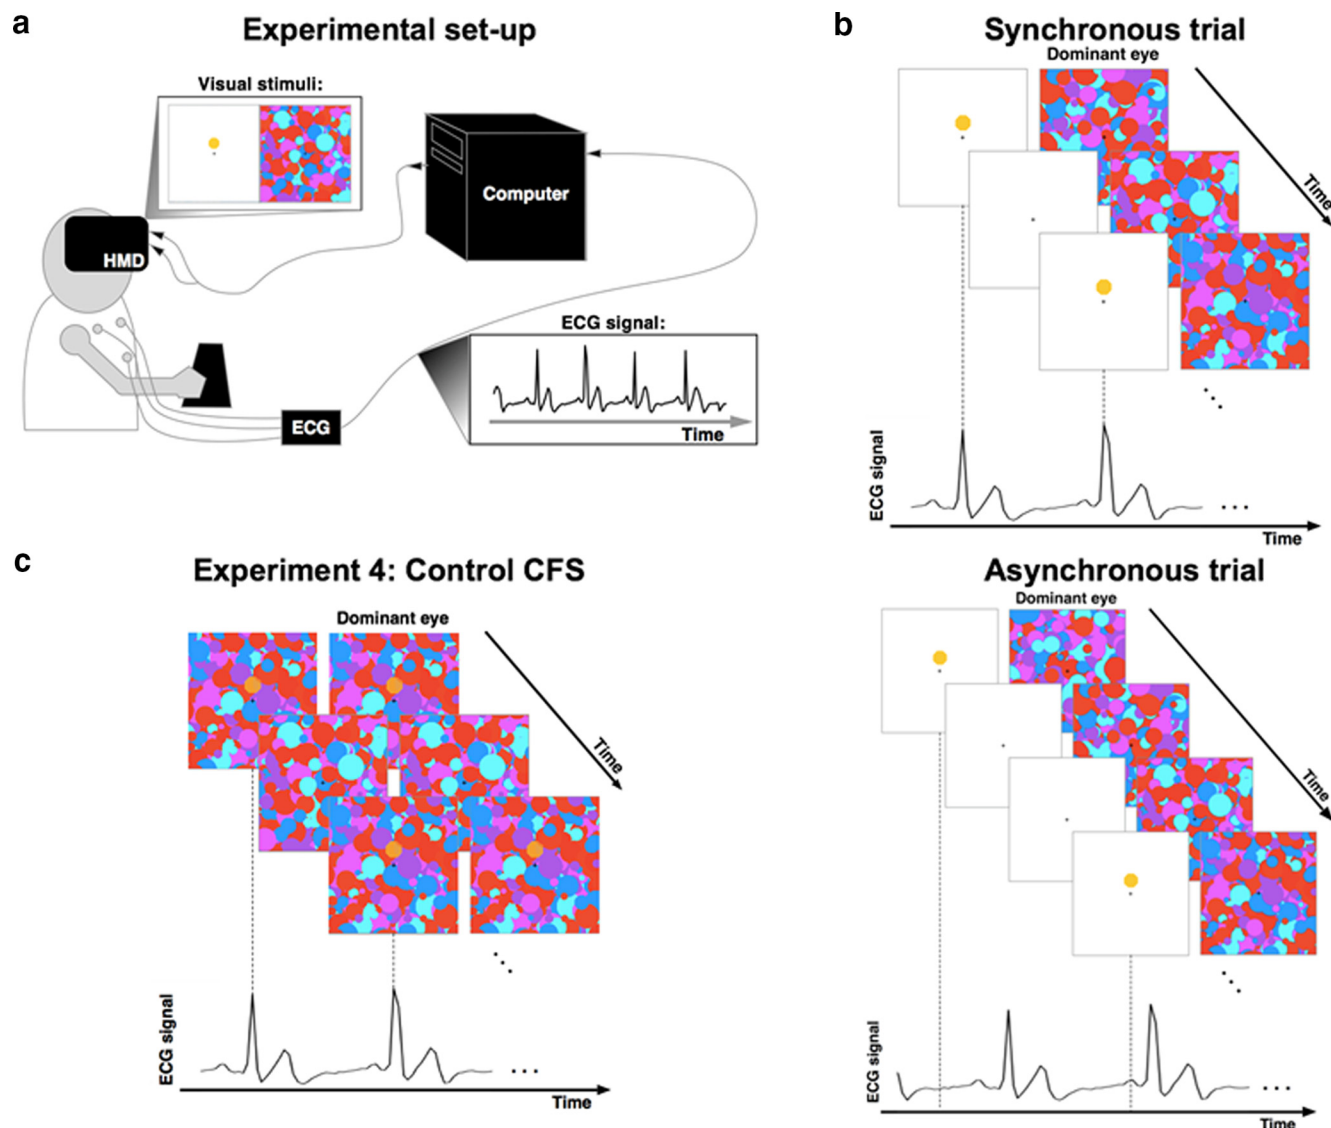 a
Experimental set-up
Visual stimuli:
Computer
HMD
ECG signal:
Time
ECG
b
Synchronous trial
Dominant eye
Time
ECG signal
Time
c
Experiment 4: Control CFS
Dominant eye
Time
ECG signal
Time
Asynchronous trial
Dominant eye
Time
ECG signal
Time